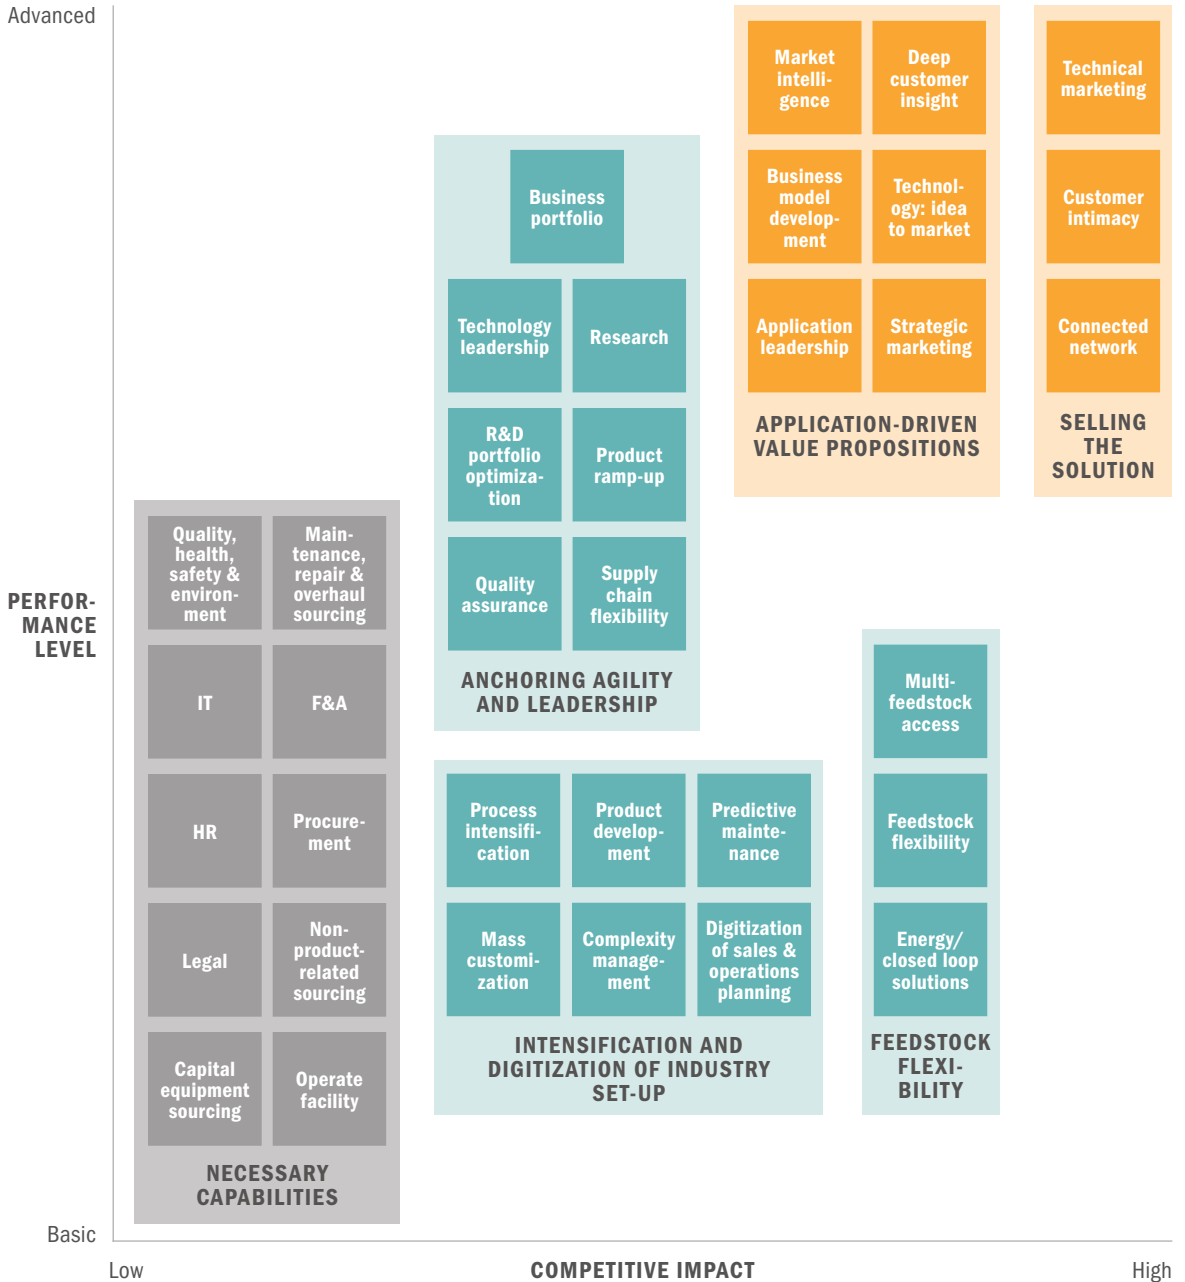 Advanced
Market
intelli-
gence
Deep
customer
insight
Technical
marketing
Business
model
develop-
ment
Technol-
ogy: idea
to market
Customer
intimacy
Application
leadership
Strategic
marketing
Connected
network
APPLICATION-DRIVEN
VALUE PROPOSITIONS
SELLING
THE
SOLUTION
Business
portfolio
Technology
leadership
Research
R&D
portfolio
optimiza-
tion
Product
ramp-up
Quality
assurance
Supply
chain
flexibility
ANCHORING AGILITY
AND LEADERSHIP
PERFOR-
MANCE
LEVEL
Quality,
health,
safety &
environ-
ment
Main-
tenance,
repair &
overhaul
sourcing
IT
F&A
HR
Procure-
ment
Legal
Non-
product-
related
sourcing
Capital
equipment
sourcing
Operate
facility
NECESSARY
CAPABILITIES
Process
intensifi-
cation
Product
develop-
ment
Predictive
mainte-
nance
Mass
customi-
zation
Complexity
manage-
ment
Digitization
of sales &
operations
planning
INTENSIFICATION AND
DIGITIZATION OF INDUSTRY
SET-UP
Multi-
feedstock
access
Feedstock
flexibility
Energy/
closed loop
solutions
FEEDSTOCK
FLEXI-
BILITY
Basic
Low
COMPETITIVE IMPACT
High